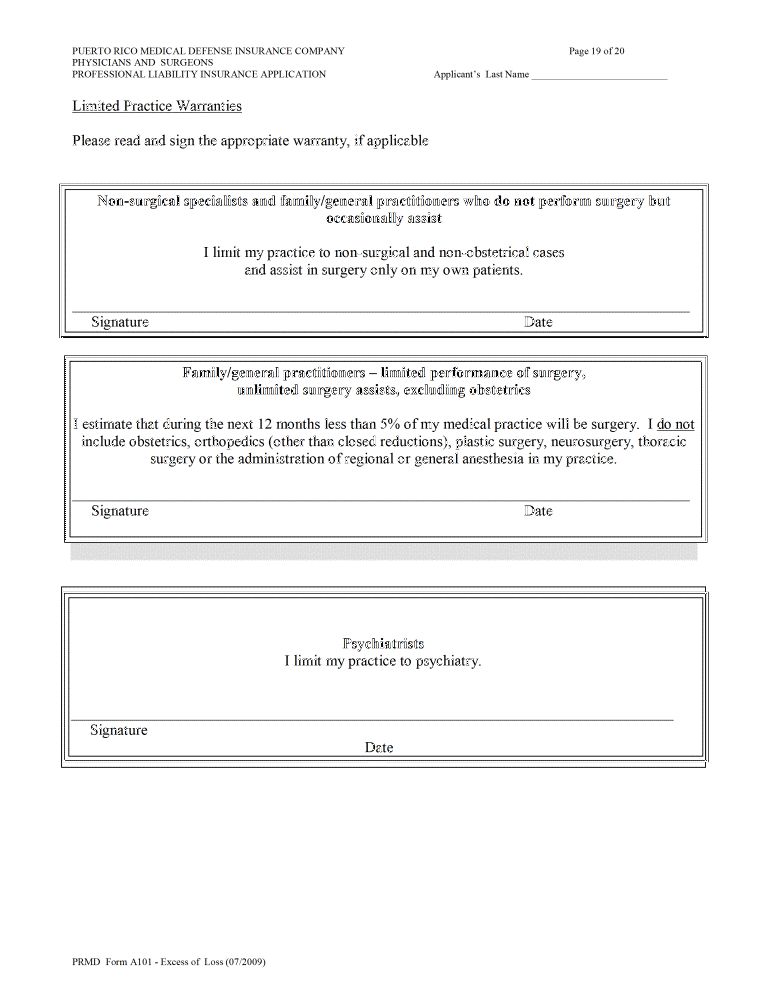 PUERTO RICO MEDICAL DEFENSE INSURANCE COMPANY Page 19 of 20
PHYSICIANS AND SURGEONS
PROFESSIONAL LIABILITY INSURANCE APPLICATION Applicant's Last Name ___________________________
Limited Practice Warranties
Please read and sign the appropriate warranty, if applicable
Non-surgical specialists and family/general practitioners who do not perform surgery but
occasionally assist
I limit my practice to non-surgical and non-obstetrical cases
and assist in surgery only on my own patients.
Signature Date
Family/general practitioners – limited performance of surgery,
unlimited surgery assists, excluding obstetrics
I estimate that during the next 12 months less than 5% of my medical practice will be surgery. I do not
include obstetrics, orthopedics (other than closed reductions), plastic surgery, neurosurgery, thoracic
surgery or the administration of regional or general anesthesia in my practice.
Signature Date
Psychiatrists
I limit my practice to psychiatry.
Signature
Date
PRMD Form A101 - Excess of Loss (07/2009)